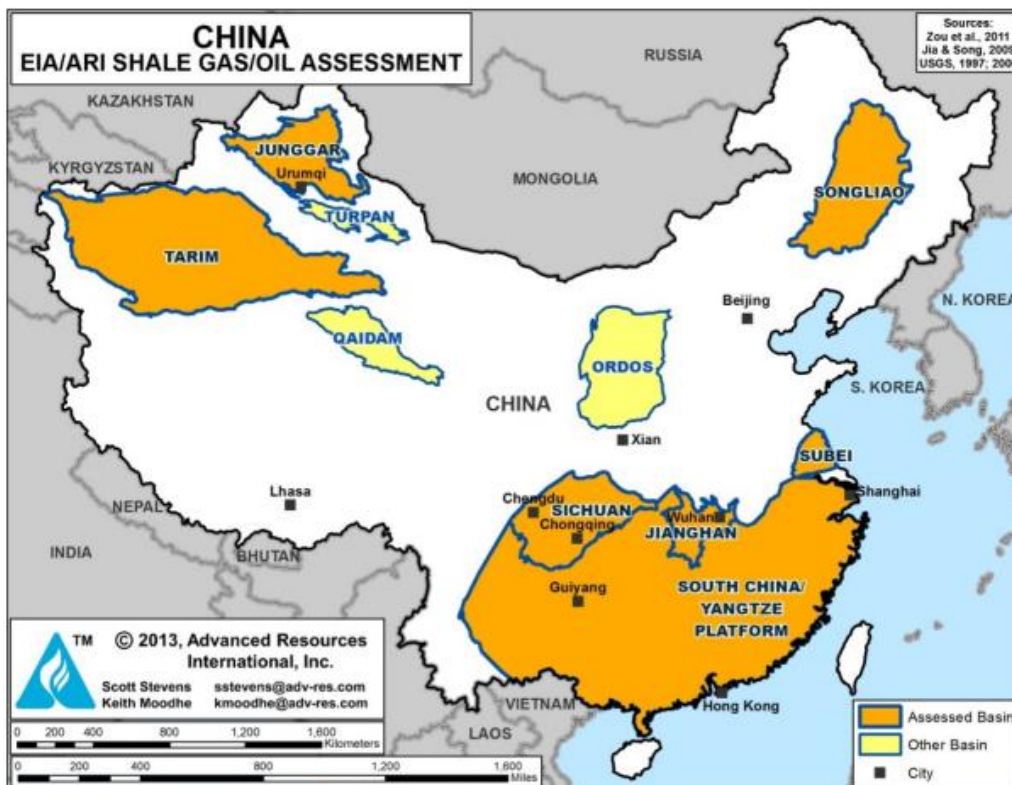 CHINA
EIA/ARI SHALE GAS/OIL ASSESSMENT
Sources:
Zou et al., 2011
Jia & Song, 2009
USGS, 1997; 200
RUSSIA
KAZAKHSTAN
KYRGYZSTAN
MONGOLIA
JUNGGAR
Urumqi
TURPAN
SONGLIAO
TARIM
Beijing
N. KOREA
QAIDAM
ORDOS
S. KOREA
CHINA
Xian
SUBEI
Lhasa
Chengdu
SICHUAN
Chongqing
Wuhan
JIANGHAN
Shanghai
NEPAL
INDIA
BHUTAN
Guiyang
SOUTH CHINA/
YANGTZE
PLATFORM
Hong Kong
VIETNAM
LAOS
TM
© 2013, Advanced Resources
International, Inc.
Scott Stevens sstevens@adv-res.com
Keith Moodhe kmoodhe@adv-res.com
0 200 400 800 1,200 1,600
Kilometers
0 200 400 800 1,200 1,600
Miles
Assessed Basin
Other Basin
City